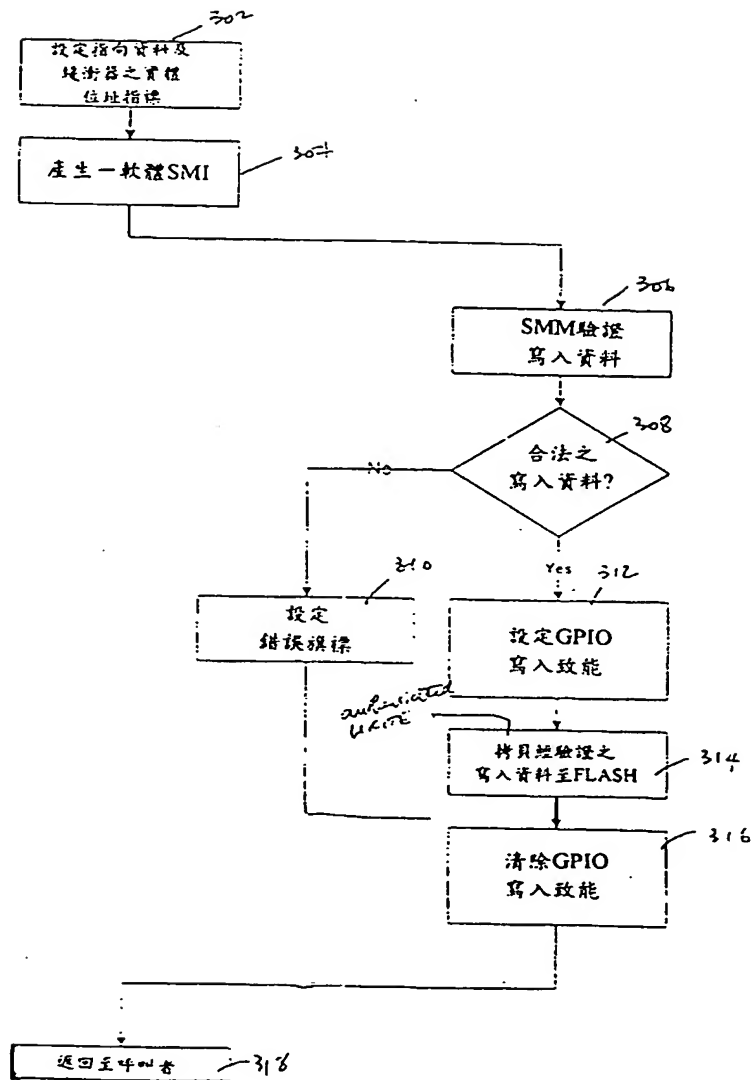 302
設定指向資料及
緩衝器之實體
位址指標
產生一軟體SMI
304
306
SMM驗證
寫入資料
308
合法之
寫入資料?
No
Yes
310
312
設定
錯誤旗標
設定GPIO
寫入致能
authenticated
WRITE
拷貝經驗證之
寫入資料至FLASH
314
316
清除GPIO
寫入致能
返回至呼叫者
318